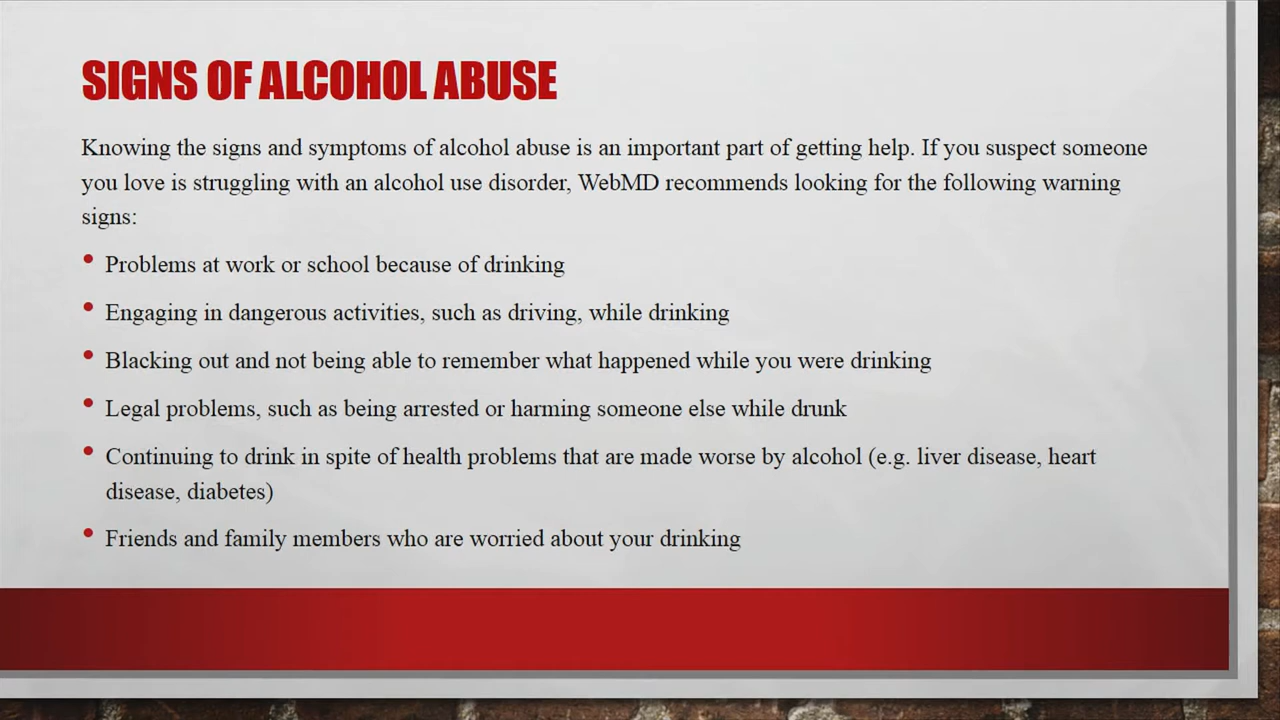 SIGNS OF ALCOHOL ABUSE
Knowing the signs and symptoms of alcohol abuse is an important part of getting help. If you suspect someone
you love is struggling with an alcohol use disorder, WebMD recommends looking for the following warning
signs:
• Problems at work or school because of drinking
• Engaging in dangerous activities, such as driving, while drinking
• Blacking out and not being able to remember what happened while you were drinking
• Legal problems, such as being arrested or harming someone else while drunk
• Continuing to drink in spite of health problems that are made worse by alcohol (e.g. liver disease, heart
disease, diabetes)
• Friends and family members who are worried about your drinking